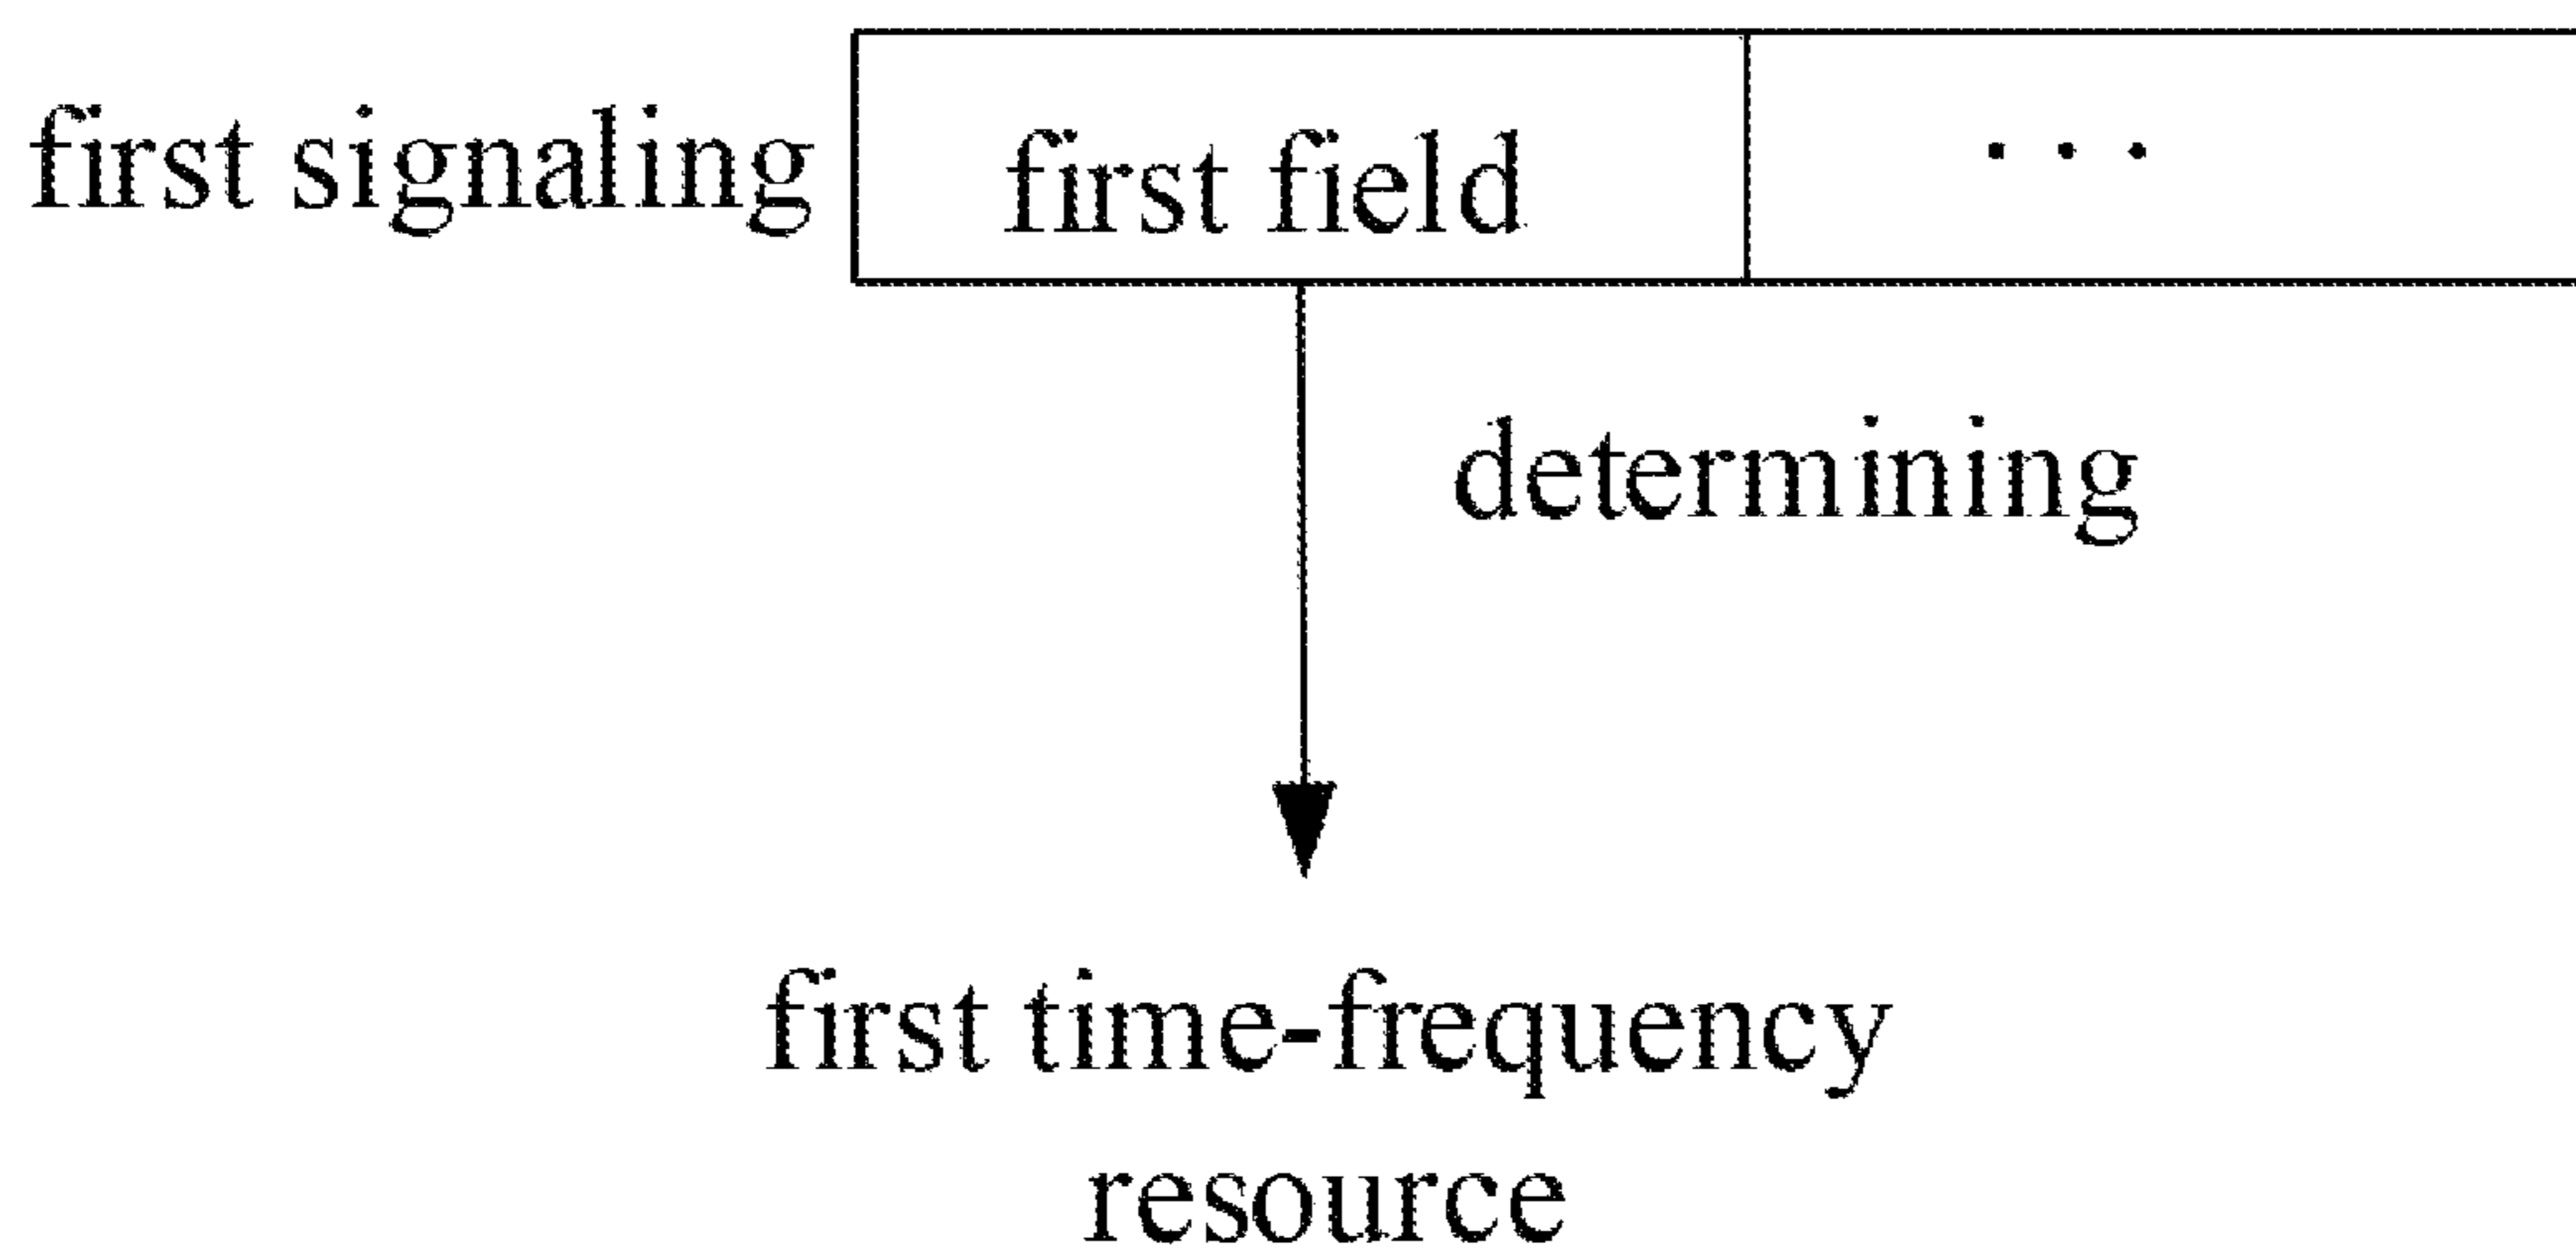 first signaling
first field
. . .
determining
first time-frequency
resource